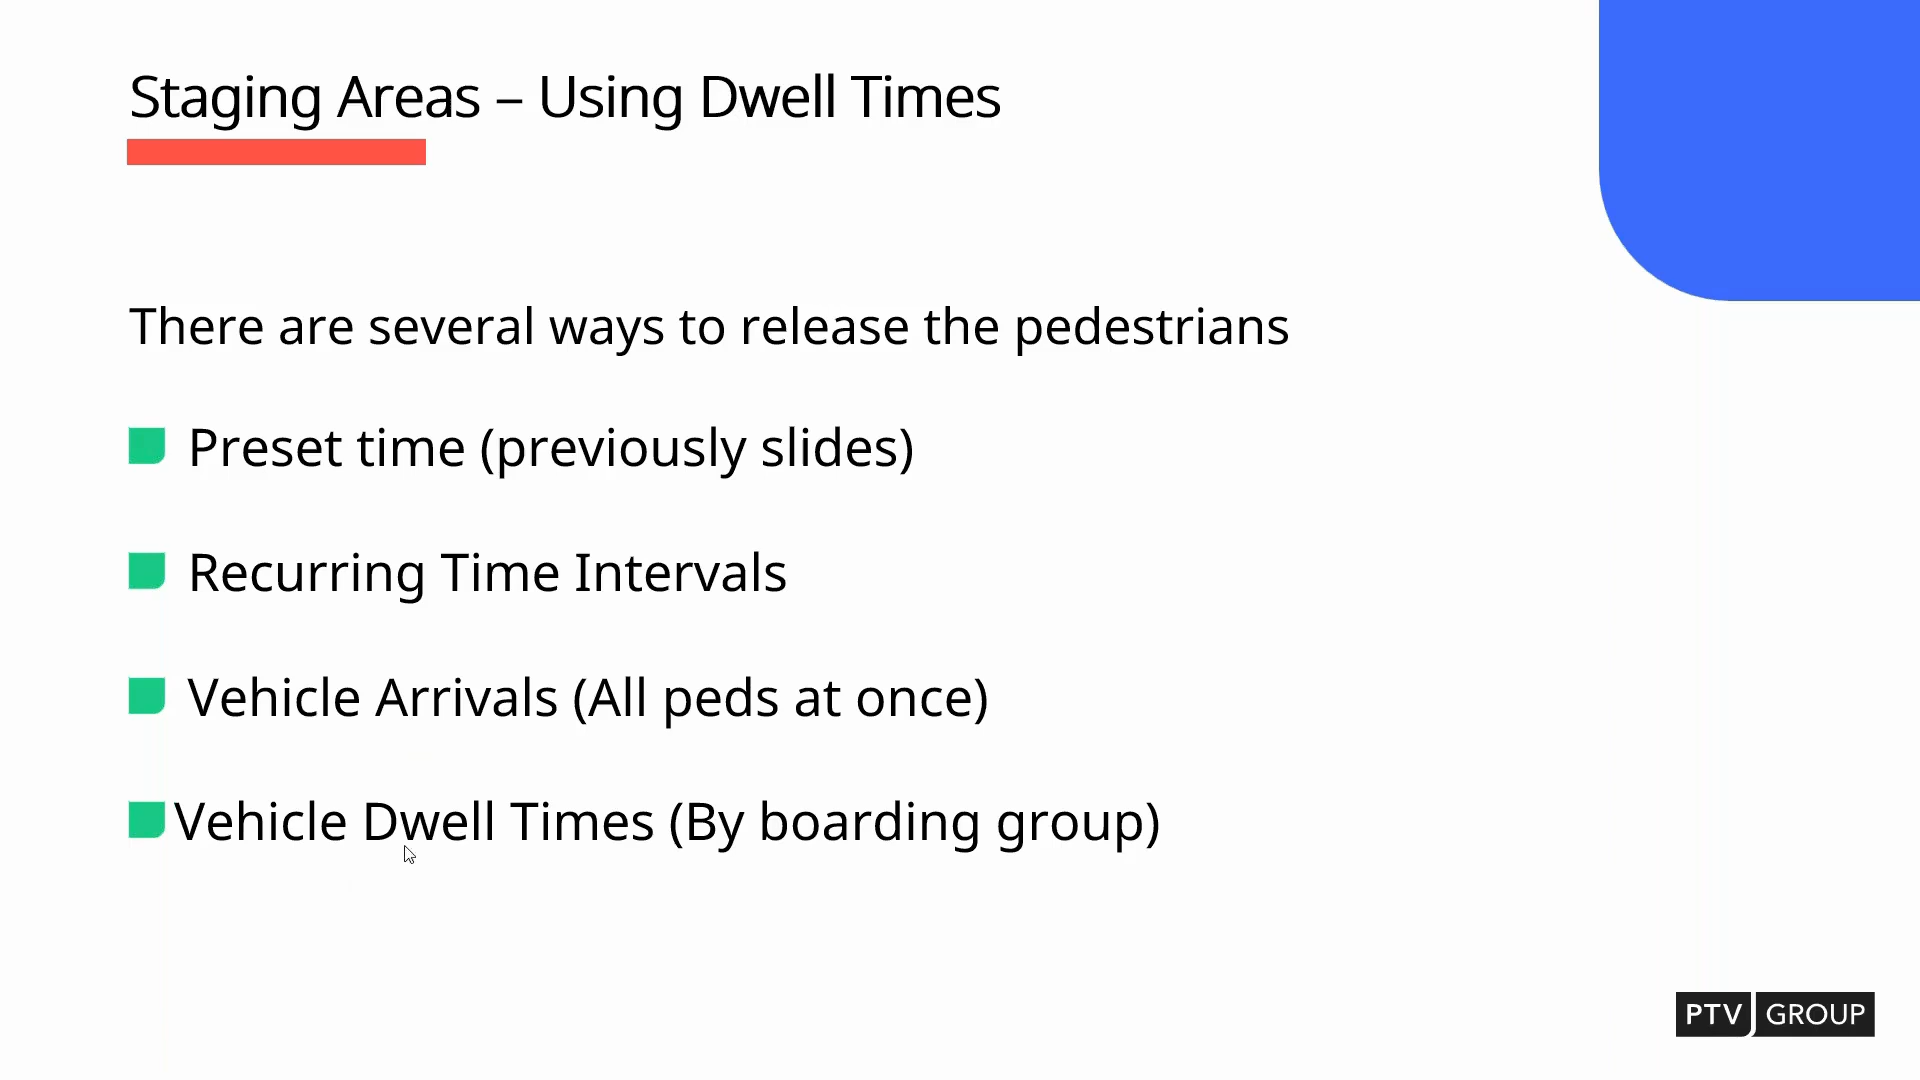 Staging Areas – Using Dwell Times
There are several ways to release the pedestrians
Preset time (previously slides)
Recurring Time Intervals
Vehicle Arrivals (All peds at once)
Vehicle Dwell Times (By boarding group)
PTV GROUP